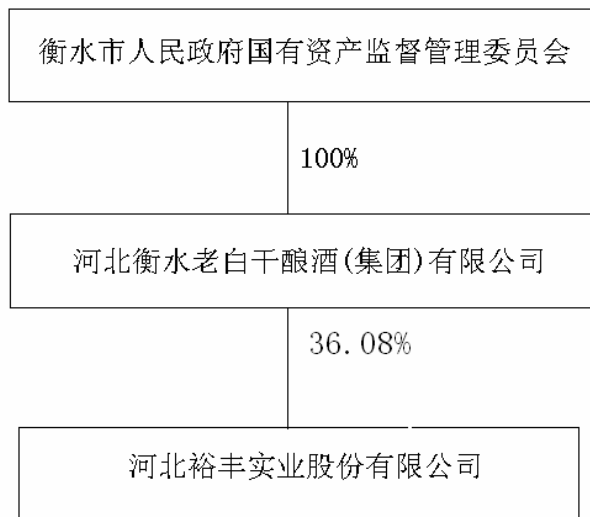 衡水市人民政府国有资产监督管理委员会
100%
河北衡水老白干酿酒(集团)有限公司
36.08%
河北裕丰实业股份有限公司